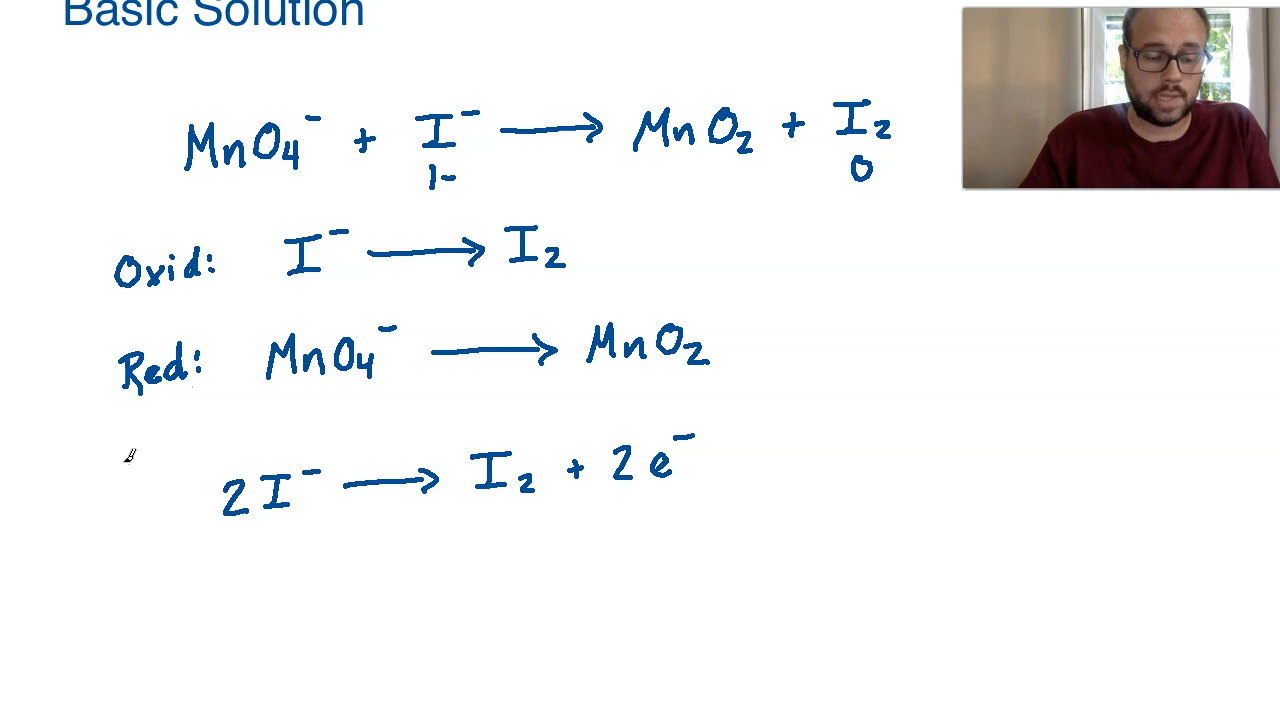 Basic Solution
MnO₄⁻ + I⁻ → MnO₂ + I₂
1- 0
Oxid: I⁻ → I₂
Red: MnO₄⁻ → MnO₂
2I⁻ → I₂ + 2e⁻